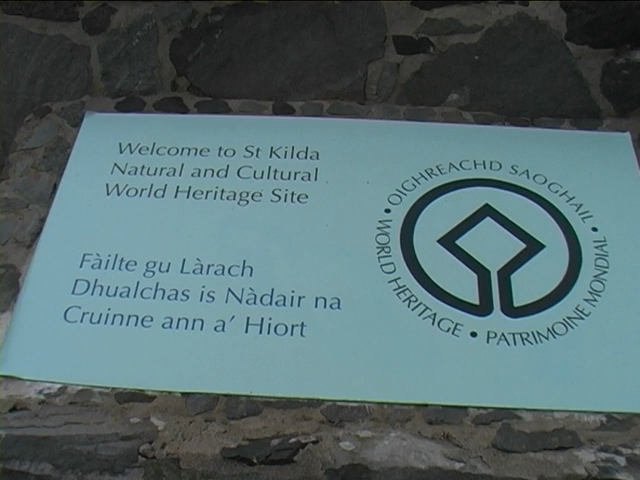 Welcome to St Kilda
Natural and Cultural
World Heritage Site
Fàilte gu Làrach
Dhualchas is Nàdair na
Cruinne ann a' Hiort
• OIGHREACHD SAOGHAIL •
WORLD HERITAGE • PATRIMOINE MONDIAL